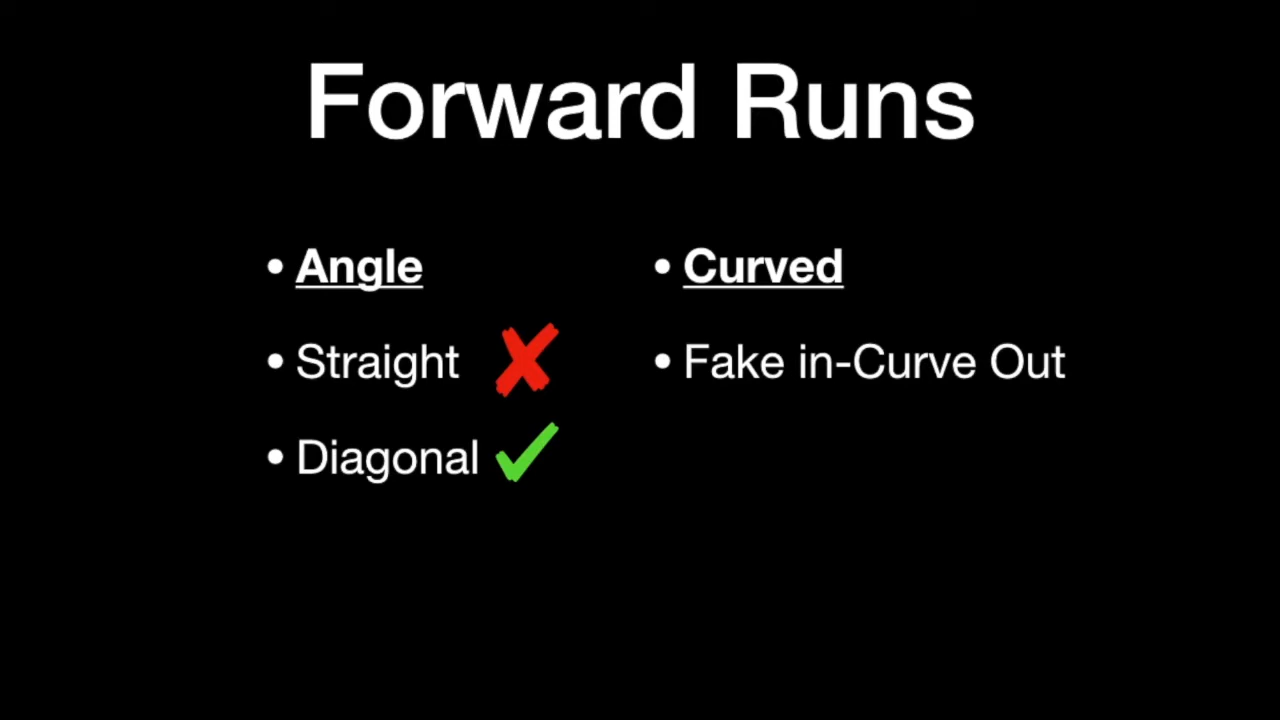 Forward Runs
• Angle
• Straight
• Diagonal
• Curved
• Fake in-Curve Out